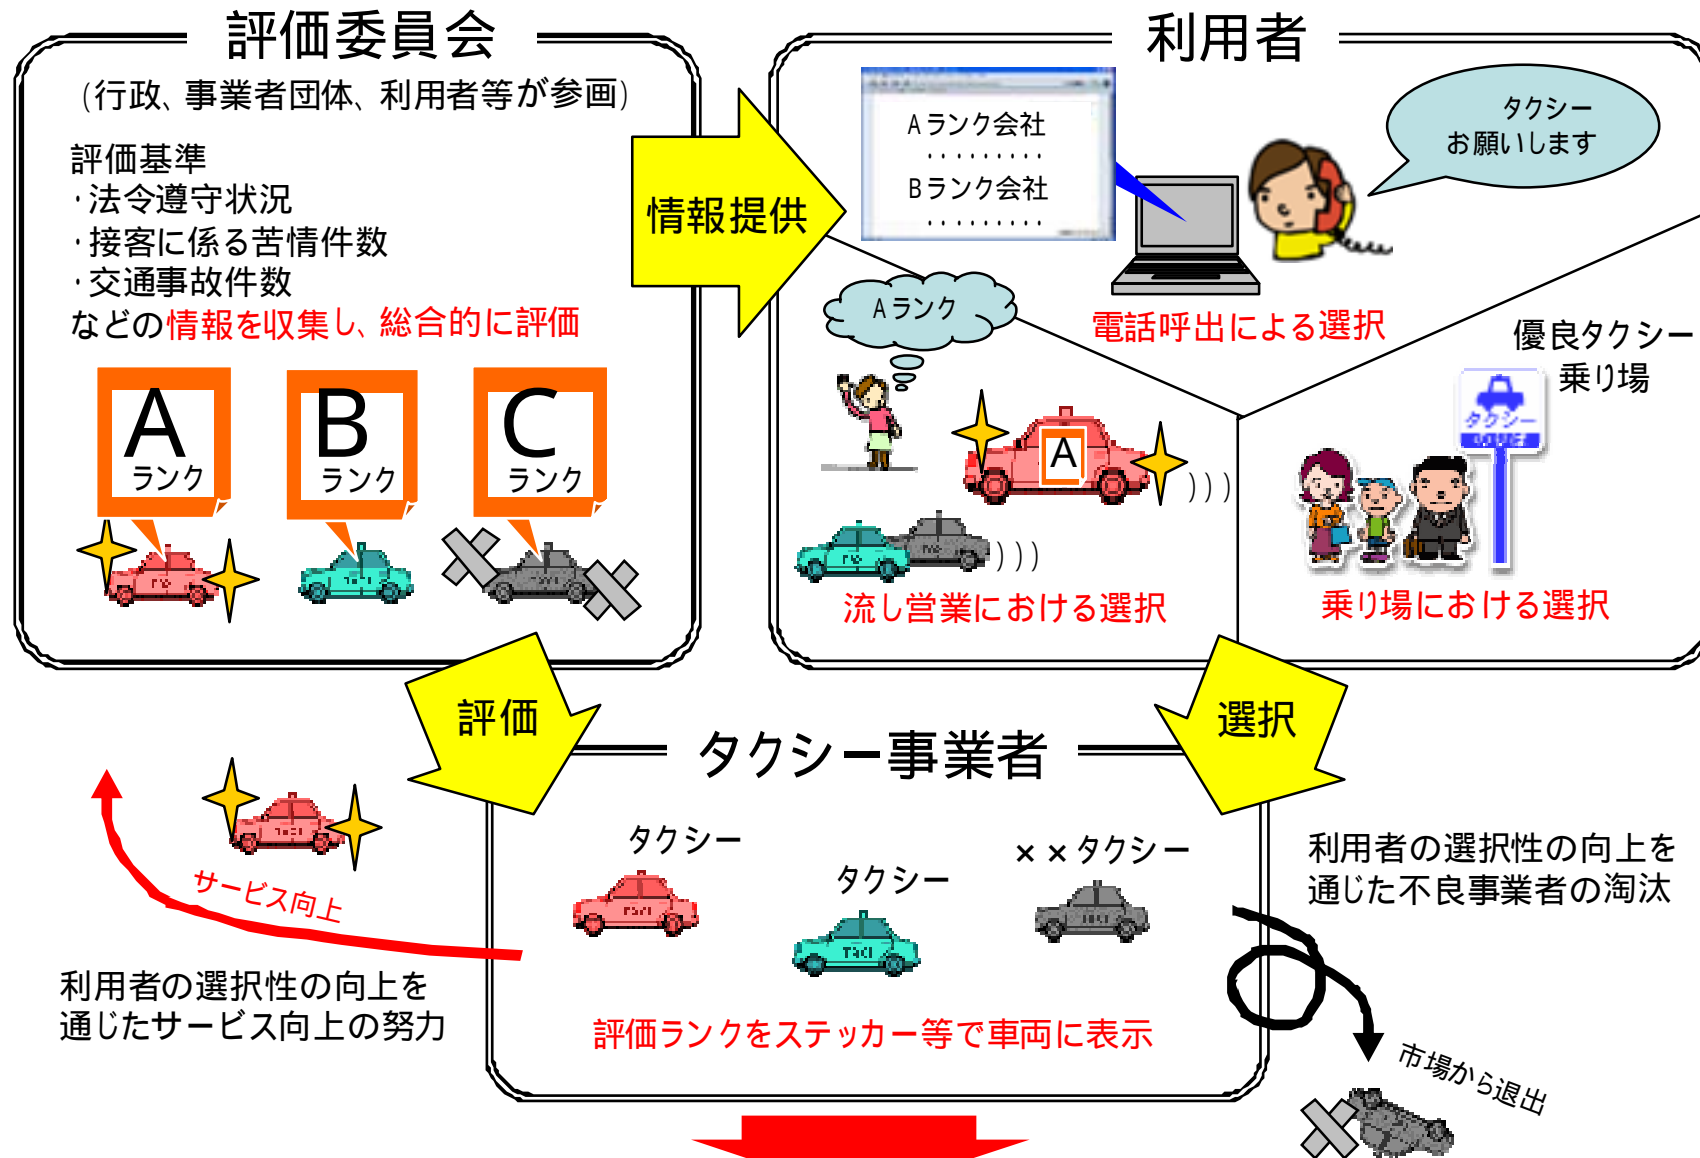 評価委員会
(行政、事業者団体、利用者等が参画)
評価基準
・法令遵守状況
・接客に係る苦情件数
・交通事故件数
などの情報を収集し、総合的に評価
A
ランク
B
ランク
C
ランク
情報提供
利用者
Aランク会社
・・・・・・・・・
Bランク会社
・・・・・・・・・
タクシー
お願いします
電話呼出による選択
Aランク
A
)))
)))
流し営業における選択
優良タクシー
乗り場
タクシー
乗り場における選択
評価
選択
タクシー事業者
タクシー
タクシー
××タクシー
TAXI
評価ランクをステッカー等で車両に表示
サービス向上
利用者の選択性の向上を
通じたサービス向上の努力
利用者の選択性の向上を
通じた不良事業者の淘汰
市場から退出